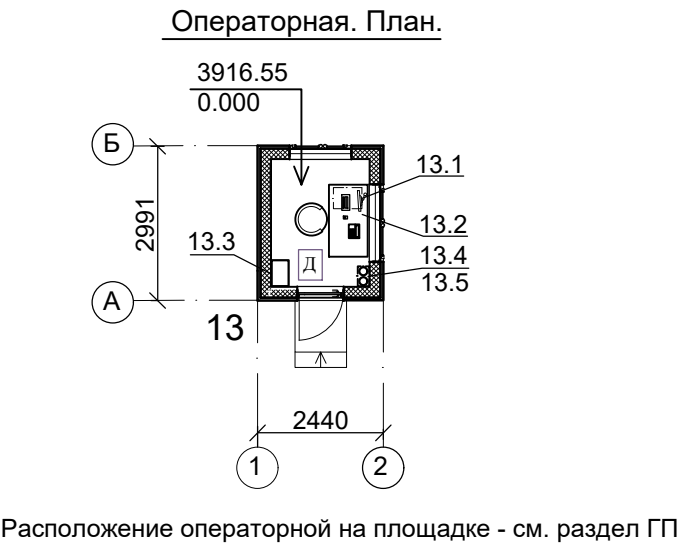 Операторная. План.
3916.55
0.000
Б
13.1
2991
13.2
13.3
13.4
Д
13.5
А
13
2440
1
2
Расположение операторной на площадке - см. раздел ГП